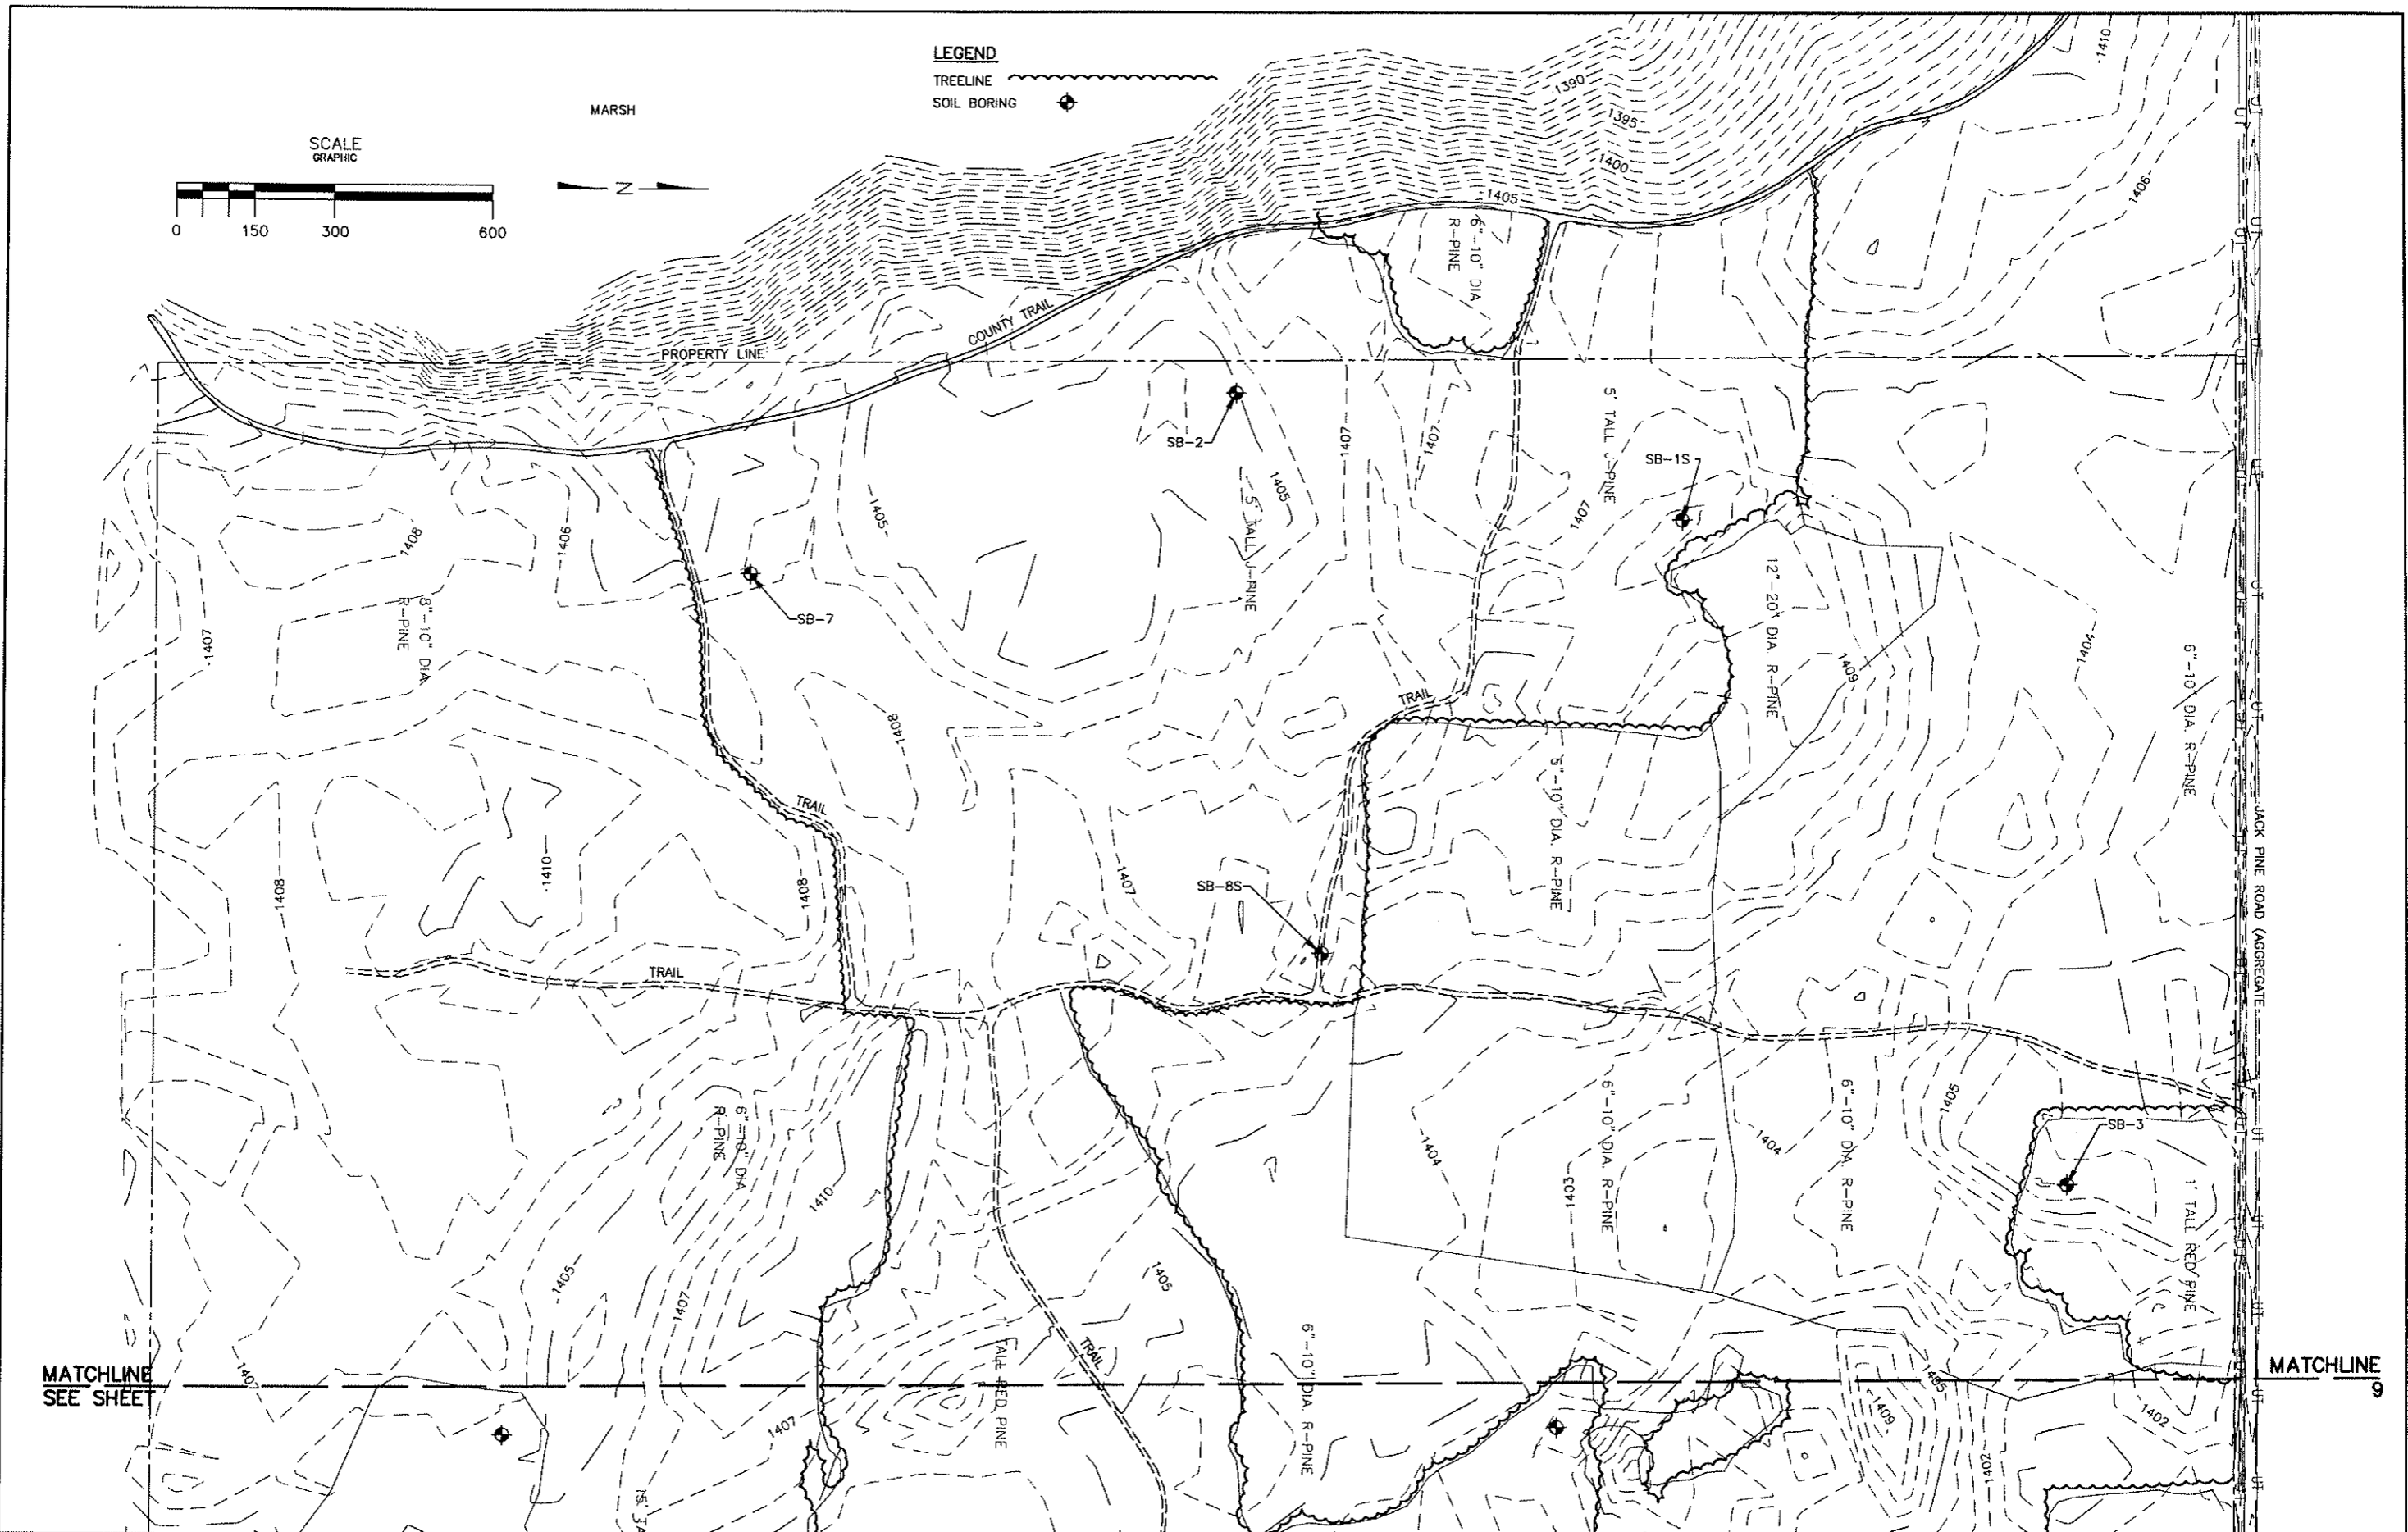 LEGEND
TREELINE
SOIL BORING
MARSH
SCALE
GRAPHIC
0 150 300 600
N
-1410-
-1390-
1395
-1400-
-1405
1406-
6"-10" DIA
R-PINE
COUNTY TRAIL
PROPERTY LINE
SB-2
1407
1407
5' TALL J-PINE
SB-1S
1405
5' TALL J-PINE
1407
-1405
1408
-1406
SB-7
8"-10" DIA
R-PINE
-1407
12"-20" DIA. R-PINE
1409
1404
6"-10" DIA. R-PINE
TRAIL
1408
TRAIL
6"-10" DIA. R-PINE
JACK PINE ROAD (AGGREGATE
-1408
-1410-
1408-
1407
SB-8S
TRAIL
6"-10" DIA
R-PINE
1410
1404
1403
6"-10" DIA. R-PINE
1404
6"-10" DIA. R-PINE
1405
SB-3
1' TALL RED PINE
-1405-
1407-
1405
TRAIL
1' TALL RED PINE
6"-10" DIA. R-PINE
MATCHLINE
SEE SHEET
1407
MATCHLINE
9
1405
1409
1402
1402
1407
UT